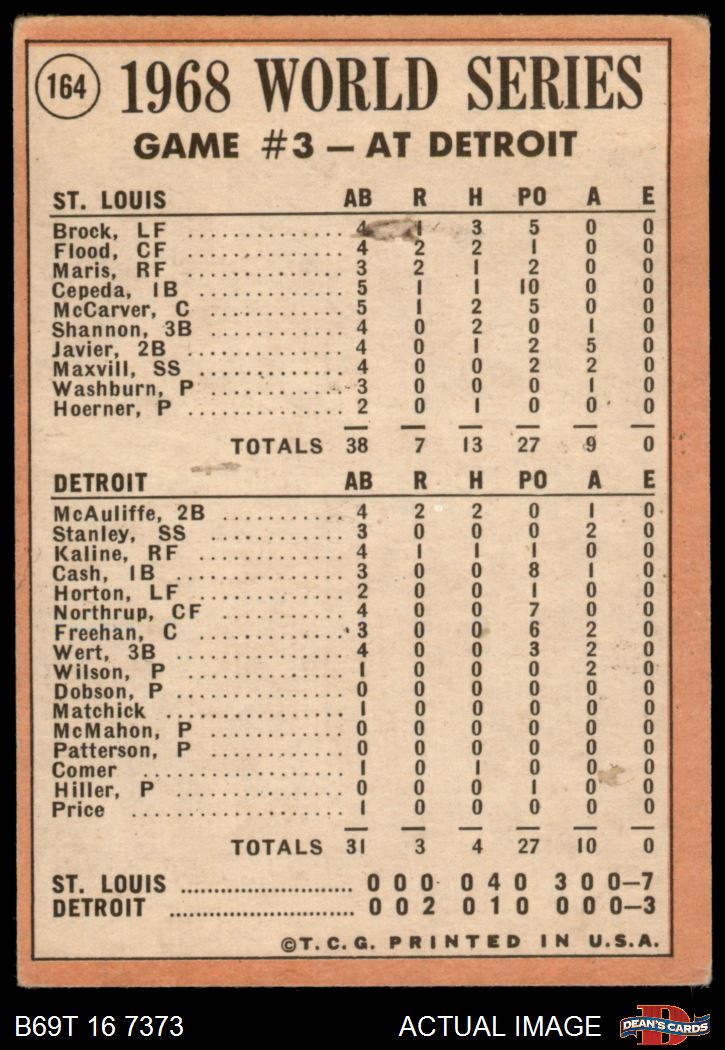 164
1968 WORLD SERIES
GAME #3 – AT DETROIT
ST. LOUIS AB R H PO A E
Brock, LF .............. 4 1 3 5 0 0
Flood, CF .............. 4 2 2 1 0 0
Maris, RF .............. 3 2 1 2 0 0
Cepeda, 1B ............. 5 1 1 10 0 0
McCarver, C ............ 5 1 2 5 0 0
Shannon, 3B ............ 4 0 2 0 1 0
Javier, 2B ............. 4 0 1 2 5 0
Maxvill, SS ............ 4 0 0 2 2 0
Washburn, P ............ 3 0 0 0 1 0
Hoerner, P ............. 2 0 1 0 0 0
TOTALS 38 7 13 27 9 0
DETROIT AB R H PO A E
McAuliffe, 2B ........... 4 2 2 0 1 0
Stanley, SS ............ 3 0 0 0 2 0
Kaline, RF ............. 4 1 1 1 0 0
Cash, 1B .............. 3 0 0 8 1 0
Horton, LF ............. 2 0 0 1 0 0
Northrup, CF ........... 4 0 0 7 0 0
Freehan, C ............. 3 0 0 6 2 0
Wert, 3B .............. 4 0 0 3 2 0
Wilson, P .............. 1 0 0 0 2 0
Dobson, P ............. 0 0 0 0 0 0
Matchick ............... 1 0 0 0 0 0
McMahon, P ............ 0 0 0 0 0 0
Patterson, P ........... 0 0 0 0 0 0
Comer ................. 1 0 1 0 0 0
Hiller, P .............. 0 0 0 1 0 0
Price .................. 1 0 0 0 0 0
TOTALS 31 3 4 27 10 0
ST. LOUIS .......................... 0 0 0 0 4 0 3 0 0–7
DETROIT ............................ 0 0 2 0 1 0 0 0 0–3
©T.C.G. PRINTED IN U.S.A.
B69T 16 7373 ACTUAL IMAGE DEAN'S CARDS